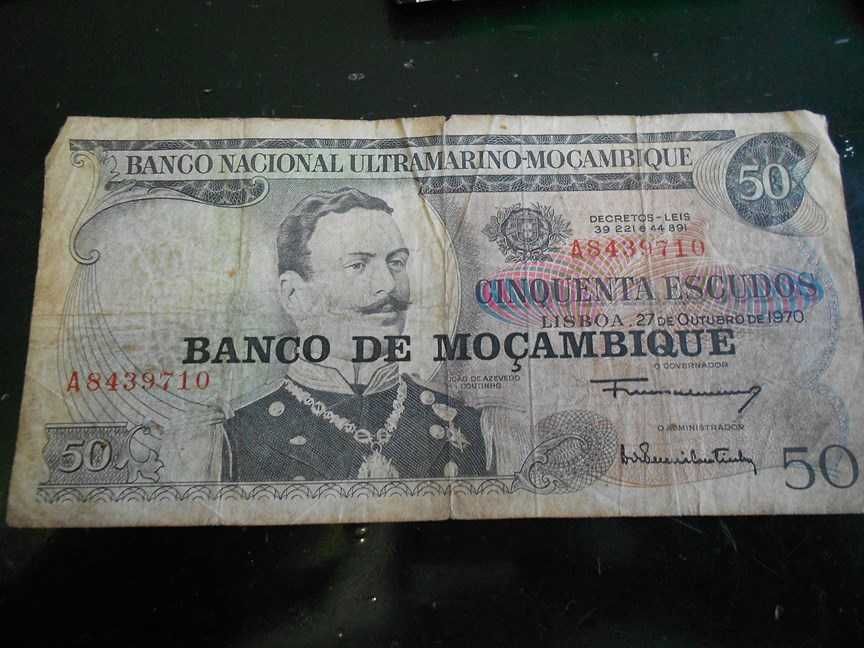 BANCO NACIONAL ULTRAMARINO-MOÇAMBIQUE
50
DECRETOS-LEIS
39 221 e 44 891
A8439710
CINQUENTA ESCUDOS
LISBOA, 27 DE OUTUBRO DE 1970
BANCO DE MOÇAMBIQUE
O GOVERNADOR
A8439710
JOÃO DE AZEVEDO
COUTINHO
O ADMINISTRADOR
50
50